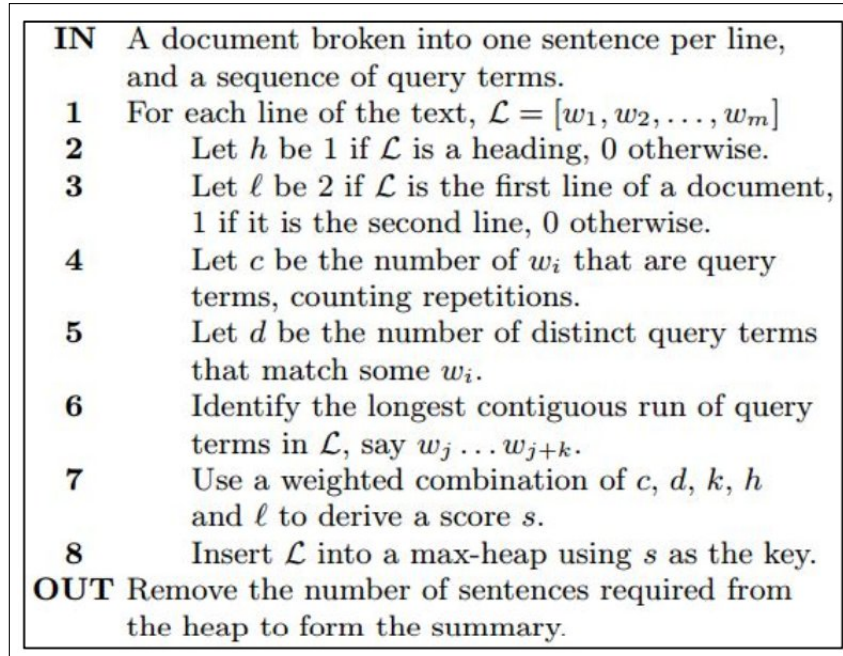 IN A document broken into one sentence per line,
and a sequence of query terms.
1 For each line of the text, ℒ = [w₁, w₂, . . . , wₘ]
2 Let h be 1 if ℒ is a heading, 0 otherwise.
3 Let ℓ be 2 if ℒ is the first line of a document,
1 if it is the second line, 0 otherwise.
4 Let c be the number of wᵢ that are query
terms, counting repetitions.
5 Let d be the number of distinct query terms
that match some wᵢ.
6 Identify the longest contiguous run of query
terms in ℒ, say wⱼ . . . wⱼ₊ₖ.
7 Use a weighted combination of c, d, k, h
and ℓ to derive a score s.
8 Insert ℒ into a max-heap using s as the key.
OUT Remove the number of sentences required from
the heap to form the summary.